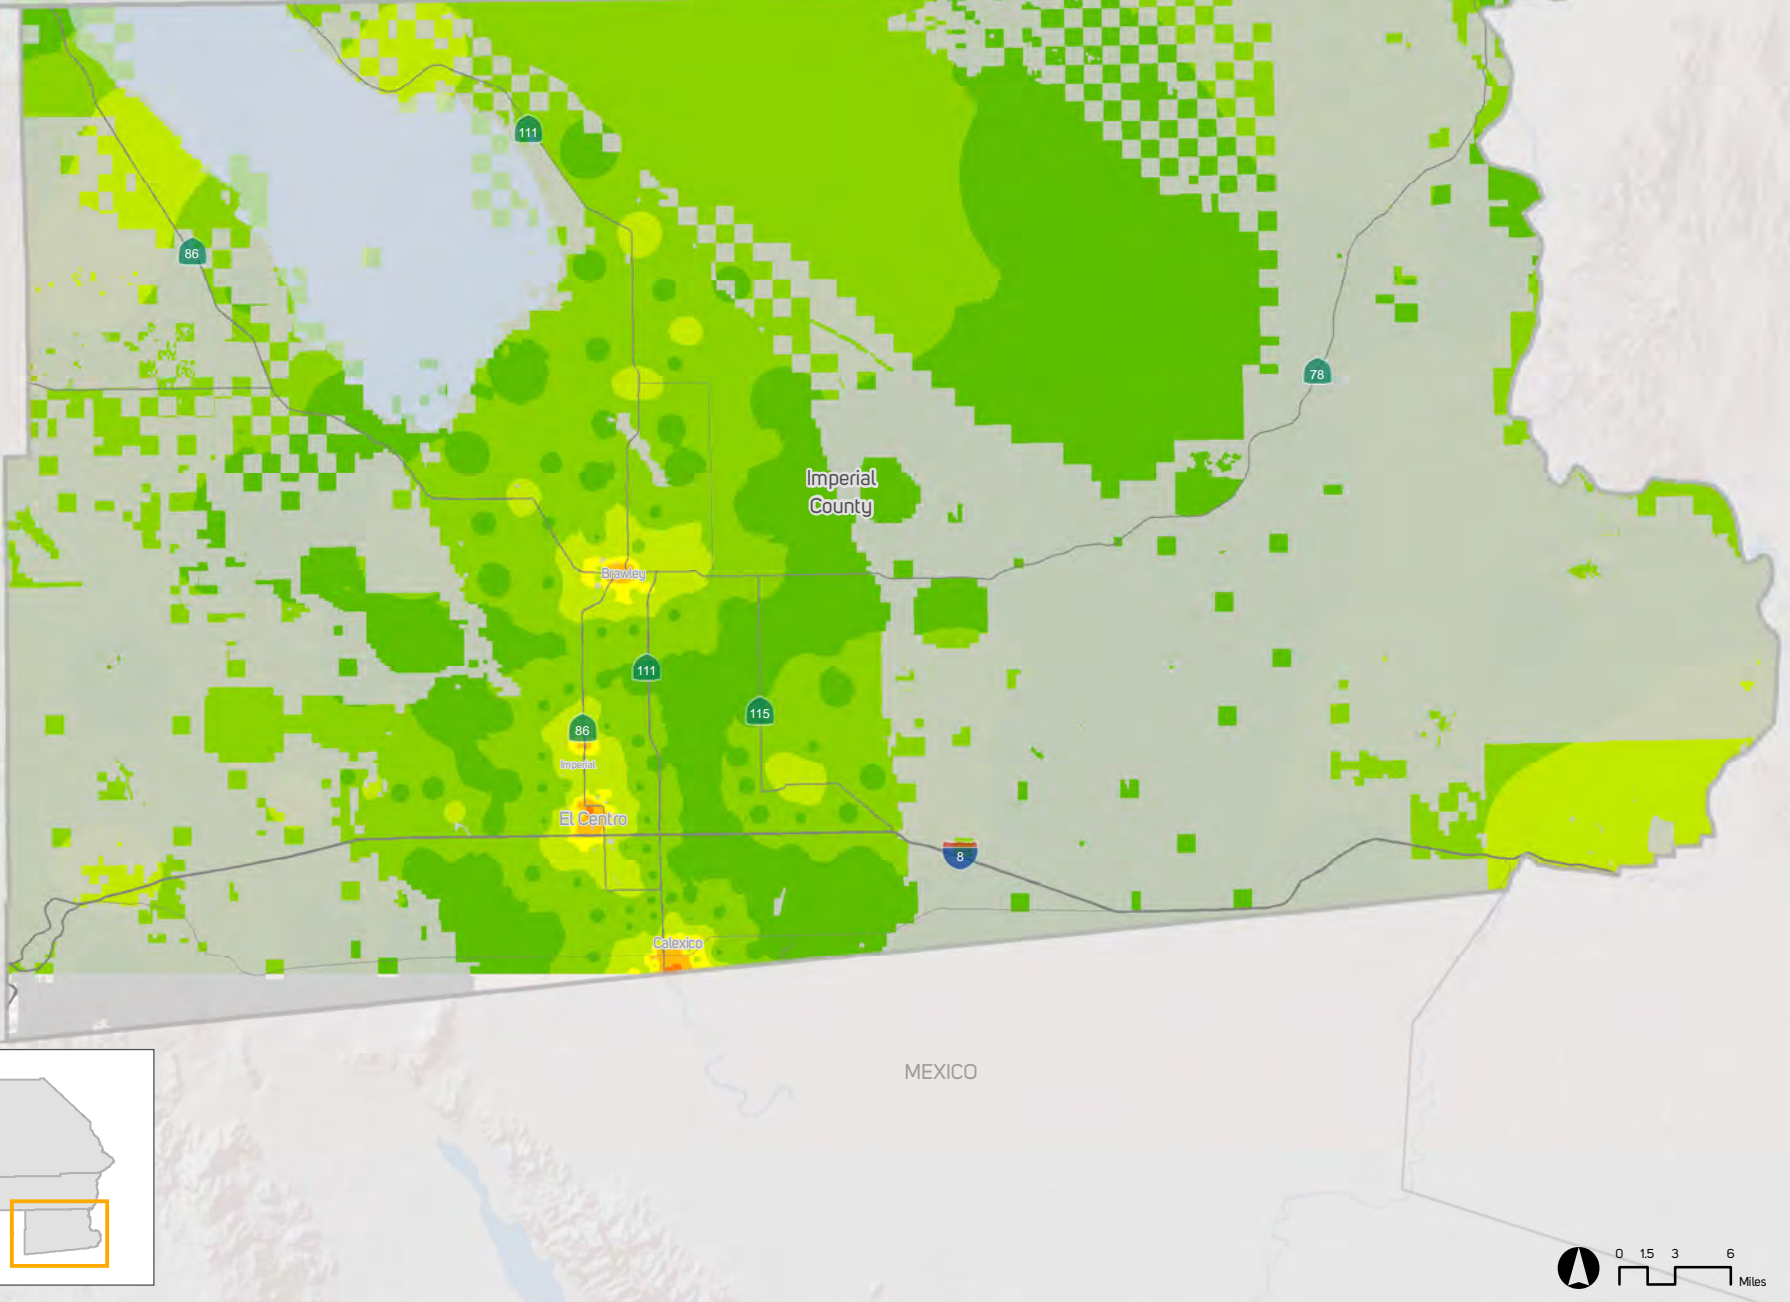 111
86
78
Imperial
County
Brawley
111
115
86
Imperial
El Centro
8
Calexico
MEXICO
0 1.5 3 6
Miles